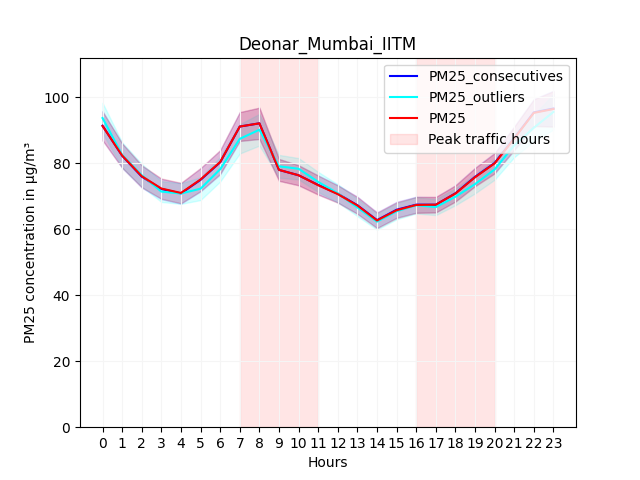 Deonar_Mumbai_IITM
PM25_consecutives
PM25_outliers
PM25
Peak traffic hours
PM25 concentration in µg/m³
100
80
60
40
20
0
0 1 2 3 4 5 6 7 8 9 10 11 12 13 14 15 16 17 18 19 20 21 22 23
Hours